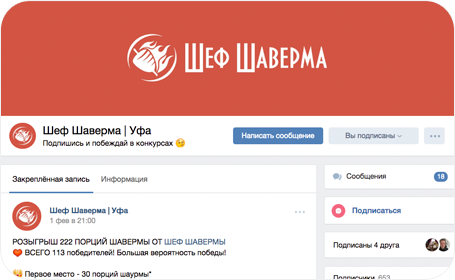 ШЕФ ШАВЕРМА
Шеф Шаверма | Уфа
Подпишись и побеждай в конкурсах 😏
Написать сообщение
Вы подписаны
Закреплённая запись
Информация
Шеф Шаверма | Уфа
1 фев в 21:00
РОЗЫГРЫШ 222 ПОРЦИЙ ШАВЕРМЫ ОТ ШЕФ ШАВЕРМЫ
❤️ ВСЕГО 113 победителей! Большая вероятность победы!
Первое место - 30 порций шаурмы*
Сообщения 18
Подписаться
Подписаны 4 друга
Подписчики 653